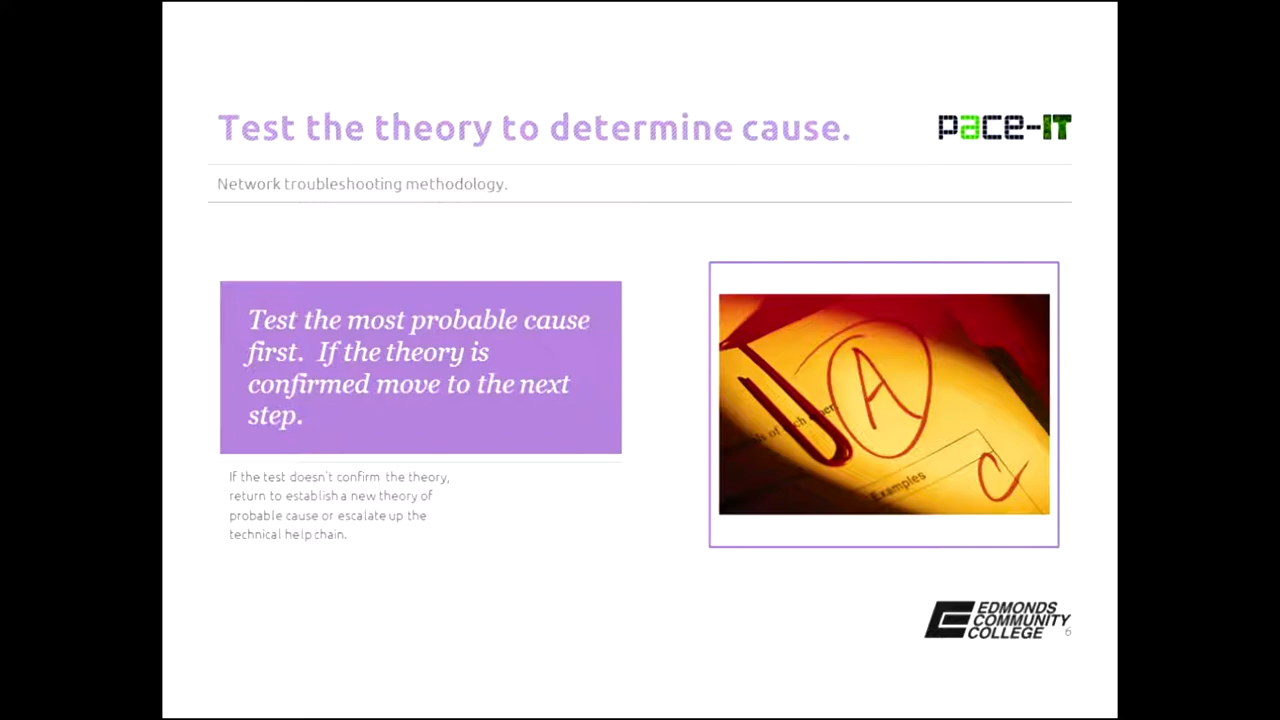 Test the theory to determine cause.
pace-IT
Network troubleshooting methodology.
Test the most probable cause
first.  If the theory is
confirmed move to the next
step.
If the test doesn't confirm the theory,
return to establish a new theory of
probable cause or escalate up the
technical help chain.
A
C
Examples
EDMONDS
COMMUNITY
COLLEGE
6